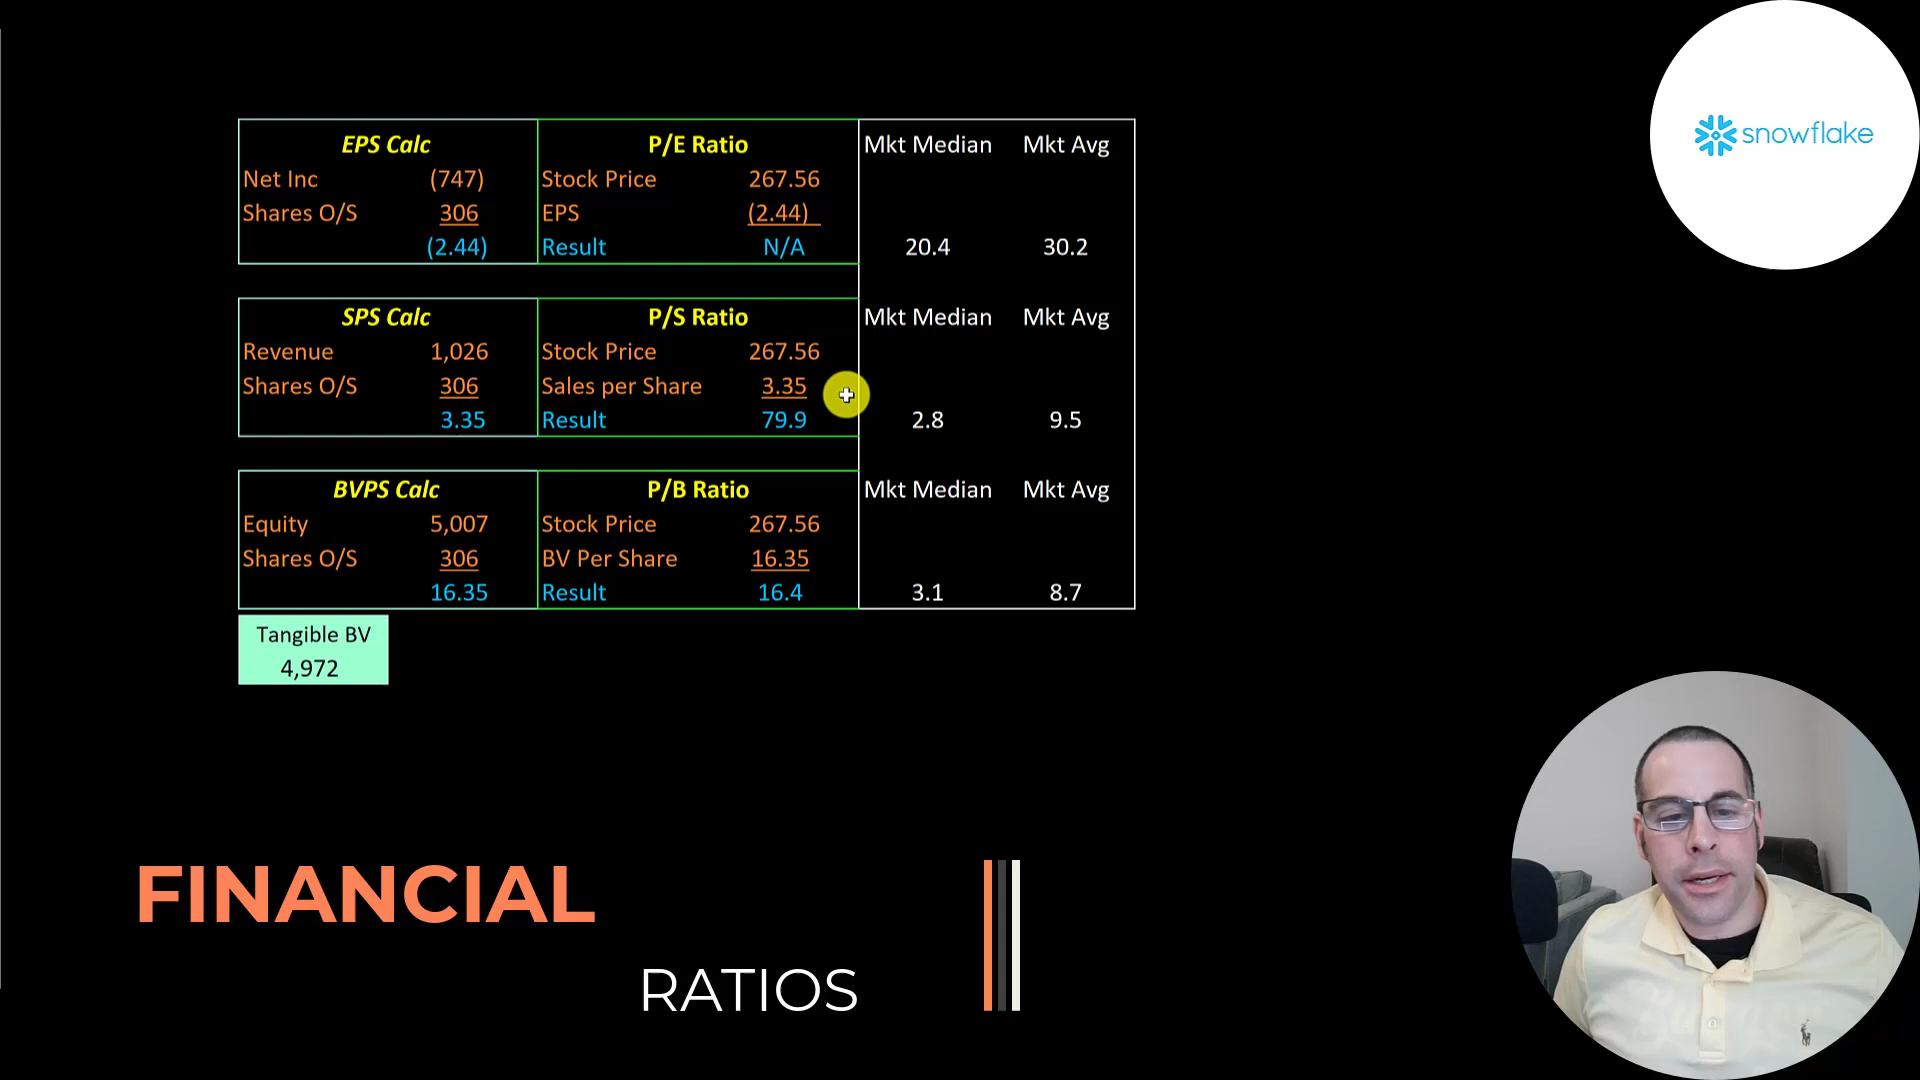 snowflake
EPS Calc P/E Ratio Mkt Median Mkt Avg
Net Inc (747) Stock Price 267.56
Shares O/S 306 EPS (2.44)
(2.44) Result N/A 20.4 30.2
SPS Calc P/S Ratio Mkt Median Mkt Avg
Revenue 1,026 Stock Price 267.56
Shares O/S 306 Sales per Share 3.35
3.35 Result 79.9 2.8 9.5
BVPS Calc P/B Ratio Mkt Median Mkt Avg
Equity 5,007 Stock Price 267.56
Shares O/S 306 BV Per Share 16.35
16.35 Result 16.4 3.1 8.7
Tangible BV
4,972
FINANCIAL
RATIOS